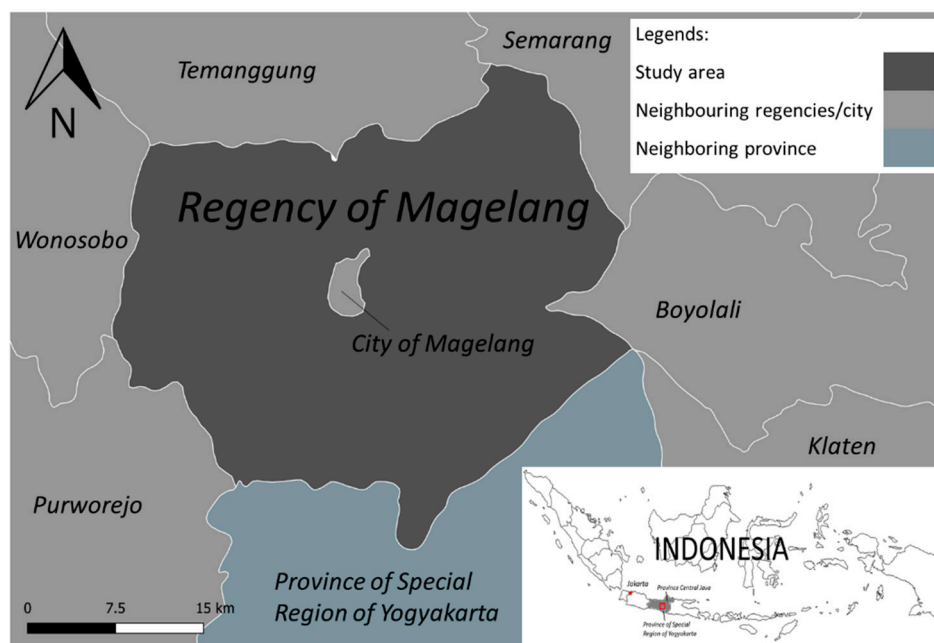 Semarang
Legends:
Temanggung
Study area
N
Neighbouring regencies/city
Neighboring province
Regency of Magelang
Wonosobo
Boyolali
City of Magelang
Klaten
Purworejo
INDONESIA
Jakarta
Province Central Java
Province of Special
Region of Yogyakarta
0 7.5 15 km
Province of Special
Region of Yogyakarta